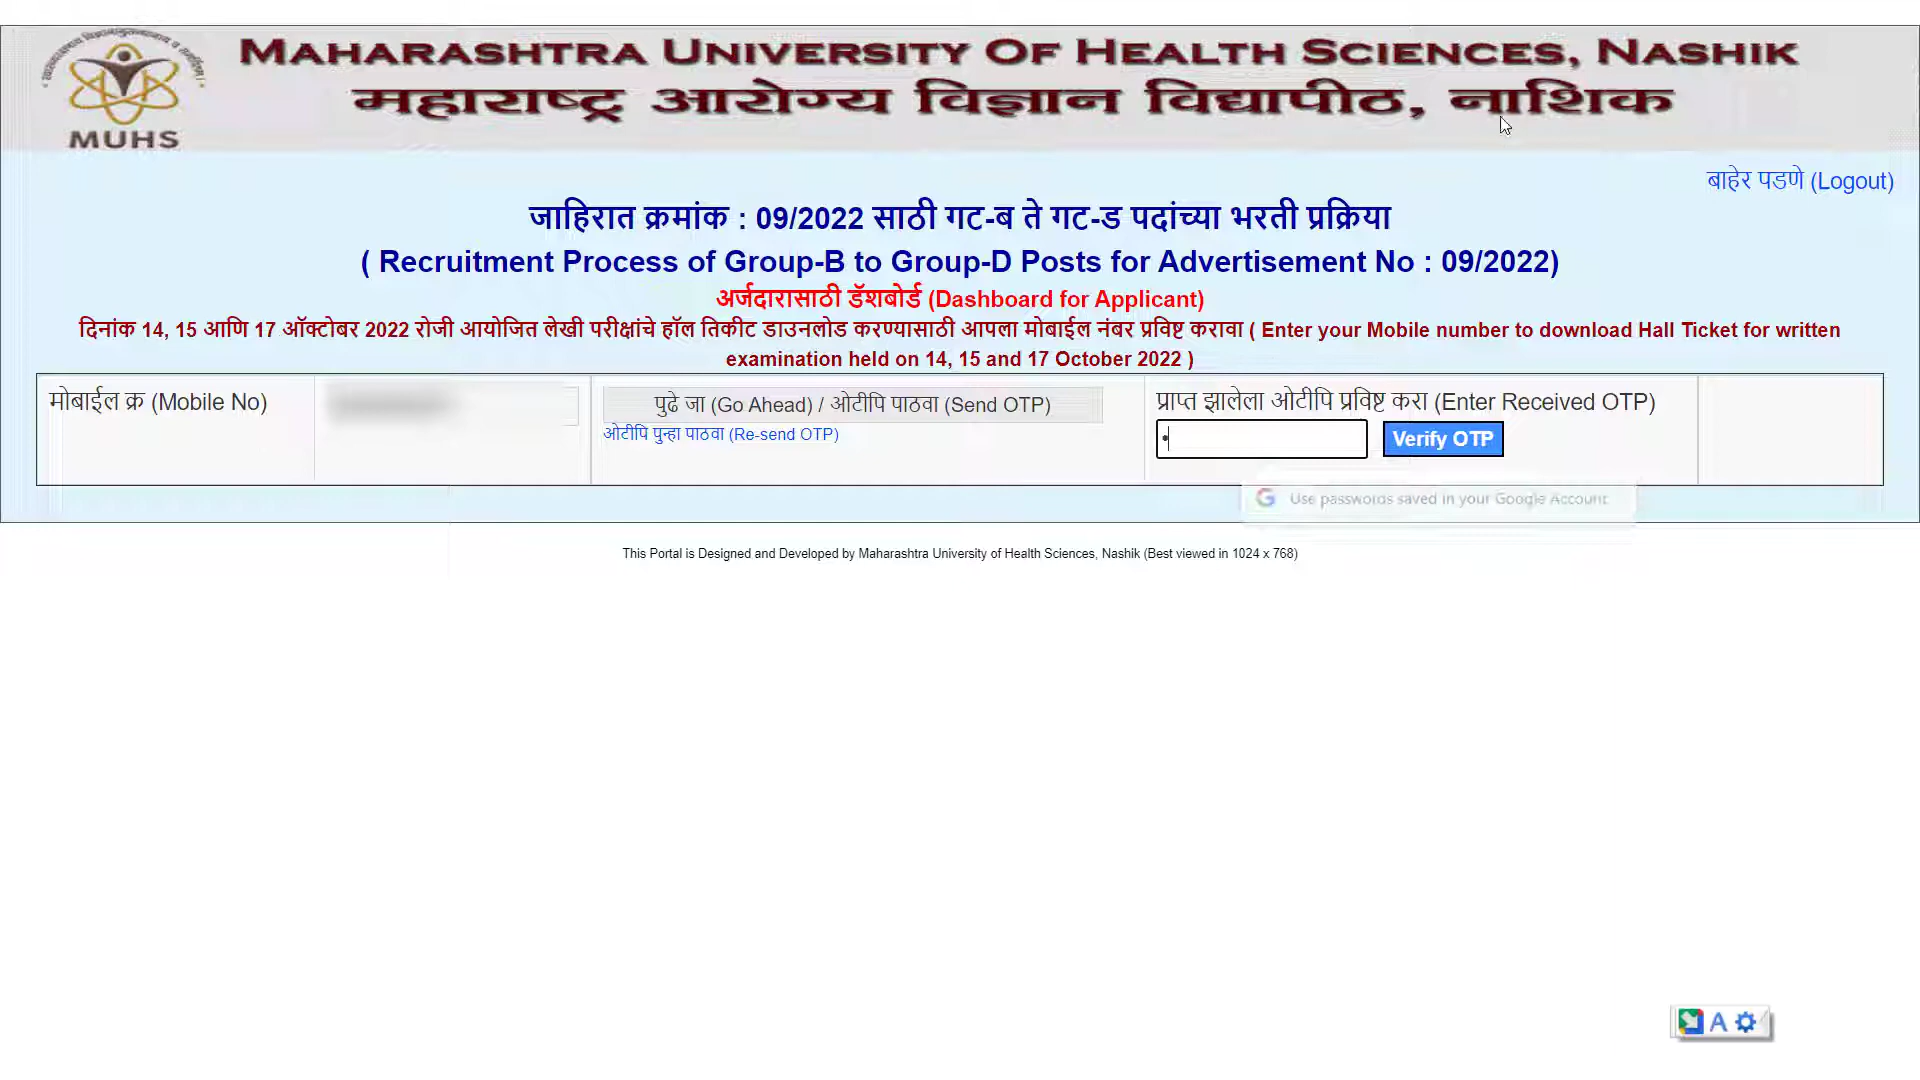 MAHARASHTRA UNIVERSITY OF HEALTH SCIENCES, NASHIK
महाराष्ट्र आरोग्य विज्ञान विद्यापीठ, नाशिक
MUHS
बाहेर पडणे (Logout)
जाहिरात क्रमांक : 09/2022 साठी गट-ब ते गट-ड पदांच्या भरती प्रक्रिया
( Recruitment Process of Group-B to Group-D Posts for Advertisement No : 09/2022)
अर्जदारासाठी डॅशबोर्ड (Dashboard for Applicant)
दिनांक 14, 15 आणि 17 ऑक्टोबर 2022 रोजी आयोजित लेखी परीक्षांचे हॉल तिकीट डाउनलोड करण्यासाठी आपला मोबाईल नंबर प्रविष्ट करावा ( Enter your Mobile number to download Hall Ticket for written
examination held on 14, 15 and 17 October 2022 )
मोबाईल क्र (Mobile No)
पुढे जा (Go Ahead) / ओटीपि पाठवा (Send OTP)
ओटीपि पुन्हा पाठवा (Re-send OTP)
प्राप्त झालेला ओटीपि प्रविष्ट करा (Enter Received OTP)
Verify OTP
Use passwords saved in your Google Account
This Portal is Designed and Developed by Maharashtra University of Health Sciences, Nashik (Best viewed in 1024 x 768)
A